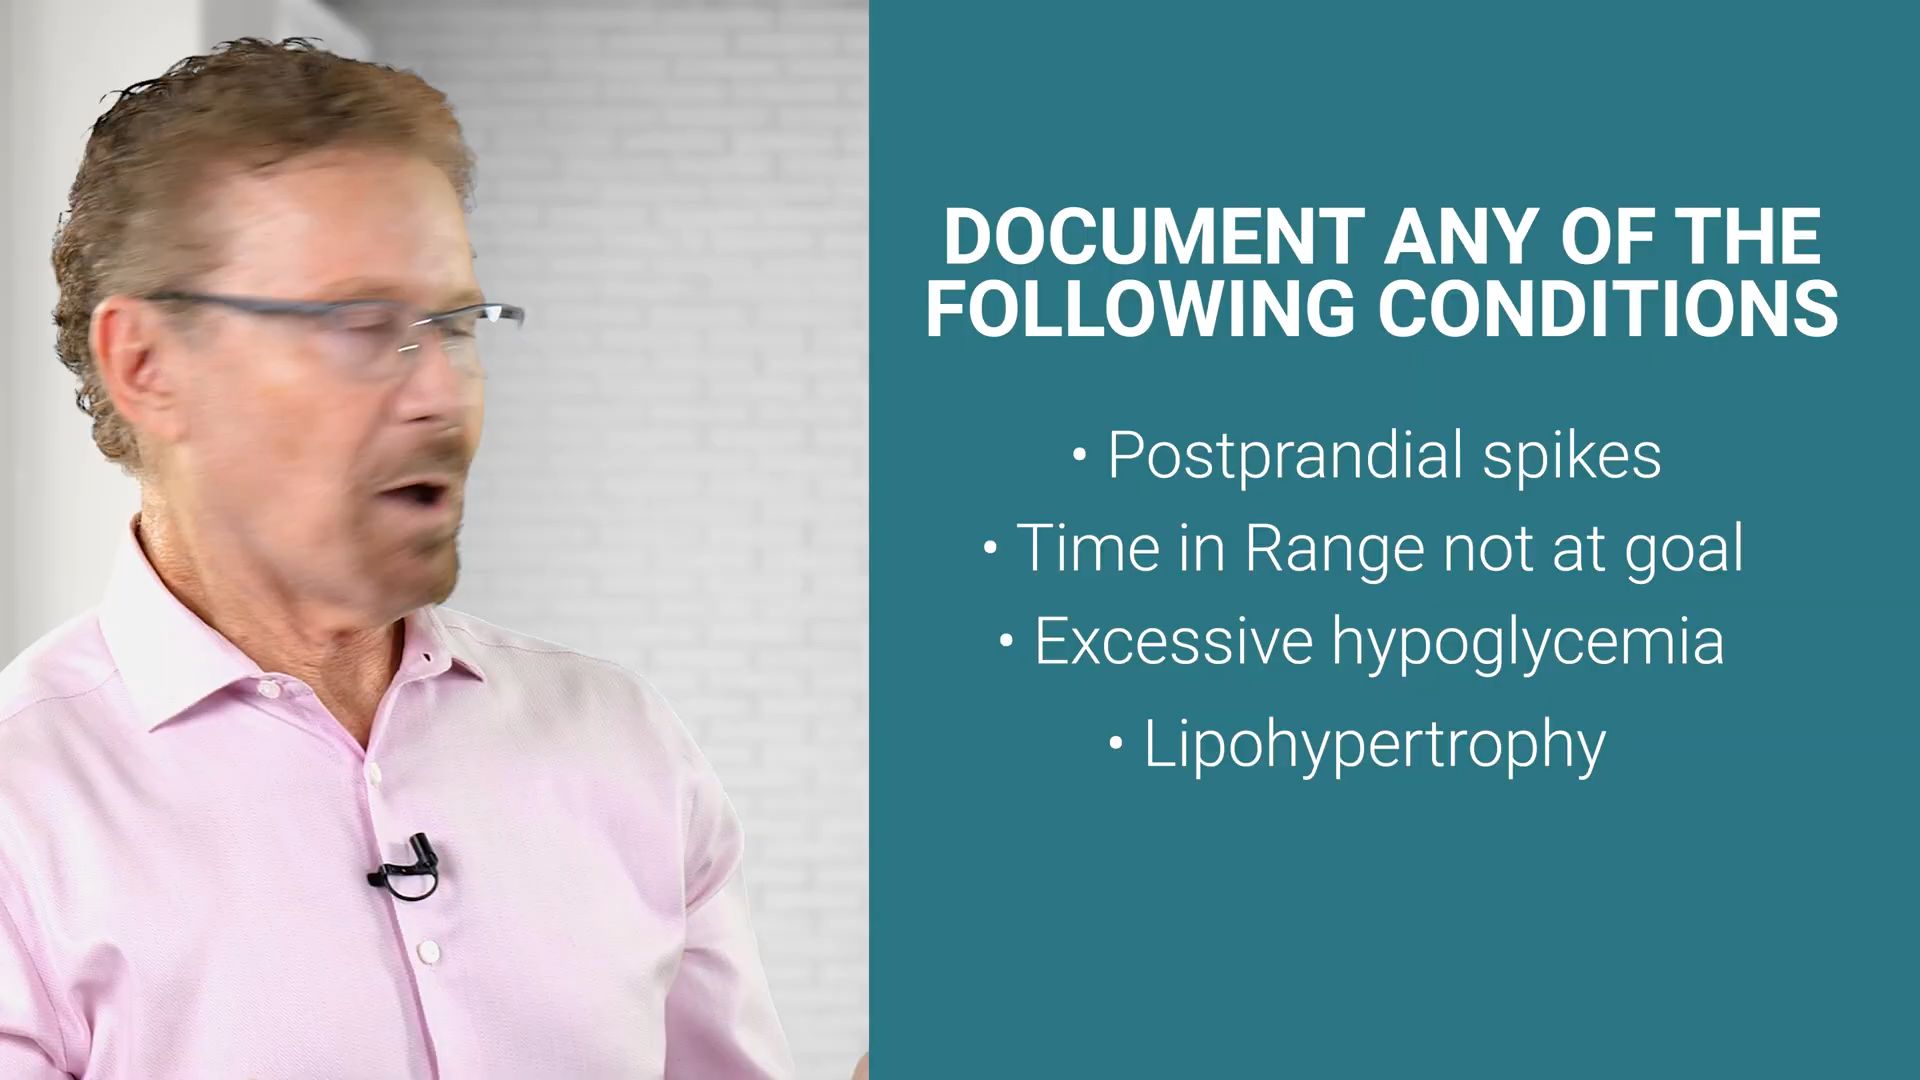 DOCUMENT ANY OF THE
FOLLOWING CONDITIONS
• Postprandial spikes
• Time in Range not at goal
• Excessive hypoglycemia
• Lipohypertrophy